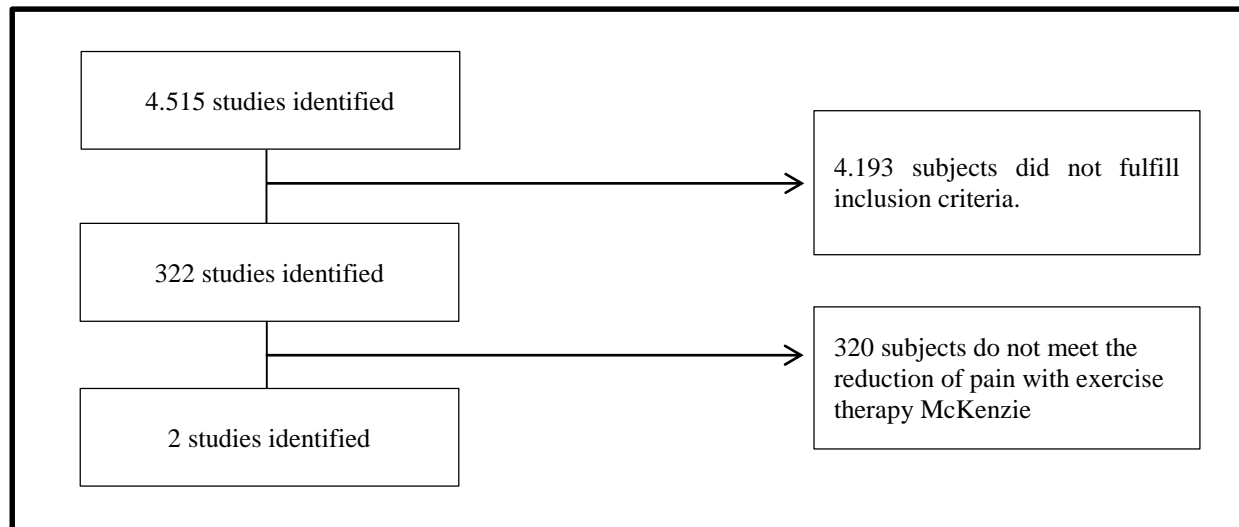 4.515 studies identified
4.193 subjects did not fulfill
inclusion criteria.
322 studies identified
320 subjects do not meet the
reduction of pain with exercise
therapy McKenzie
2 studies identified